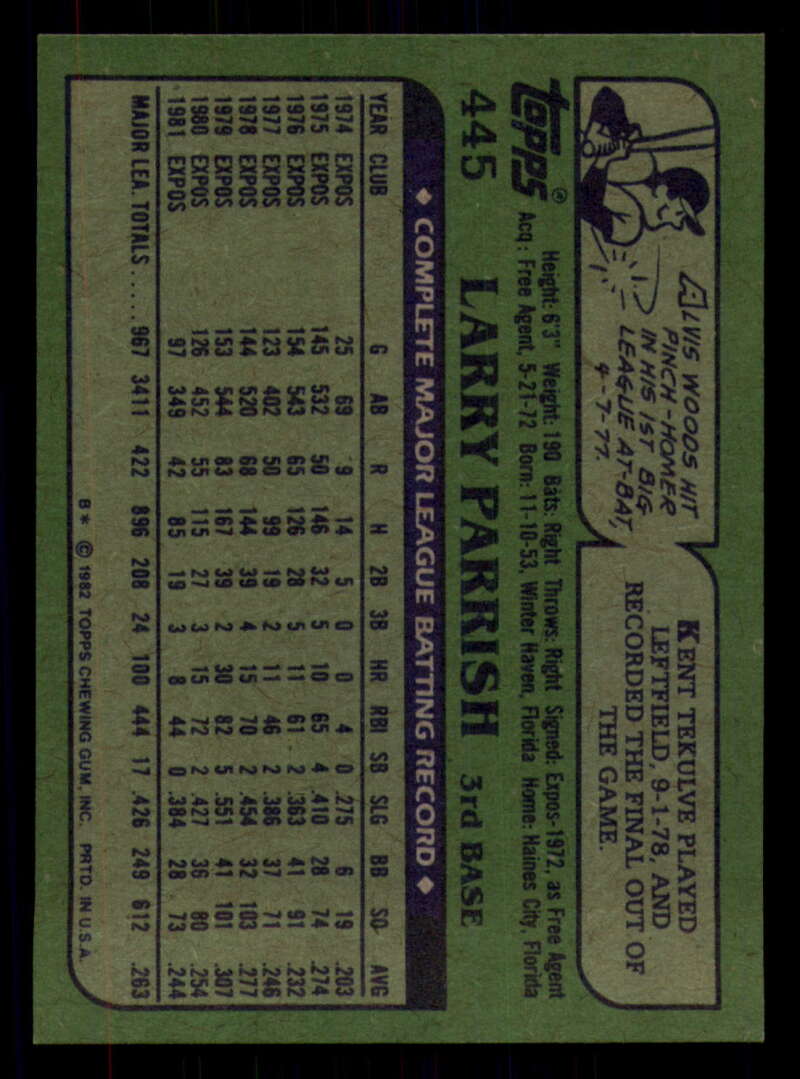 ALVIS WOODS HIT
PINCH-HOMER
IN HIS 1ST BIG
LEAGUE AT-BAT,
4-7-77.
KENT TEKULVE PLAYED
LEFTFIELD, 9-1-78, AND
RECORDED THE FINAL OUT OF
THE GAME.
Topps®
Height: 6'3" Weight: 190 Bats: Right Throws: Right Signed: Expos-1972, as Free Agent
Acq: Free Agent, 5-21-72 Born: 11-10-53, Winter Haven, Florida Home: Haines City, Florida
445 LARRY PARRISH 3rd BASE
◆ COMPLETE MAJOR LEAGUE BATTING RECORD ◆
YEAR CLUB G AB R H 2B 3B HR RBI SB SLG BB SO AVG
1974 EXPOS 25 69 9 14 5 0 0 4 0 .275 6 19 .203
1975 EXPOS 145 532 50 146 32 5 10 65 4 .410 28 74 .274
1976 EXPOS 154 543 65 126 28 5 11 61 2 .363 41 91 .232
1977 EXPOS 123 402 50 99 19 2 11 46 2 .386 37 71 .246
1978 EXPOS 144 520 68 144 39 4 15 70 2 .454 32 103 .277
1979 EXPOS 153 544 83 167 39 2 30 82 5 .551 41 101 .307
1980 EXPOS 126 452 55 115 27 3 15 72 2 .427 36 80 .254
1981 EXPOS 97 349 42 85 19 3 8 44 0 .384 28 73 .244
MAJOR LEA. TOTALS ..... 967 3411 422 896 208 24 100 444 17 .426 249 612 .263
B* © 1982 TOPPS CHEWING GUM, INC. PRTD. IN U.S.A.